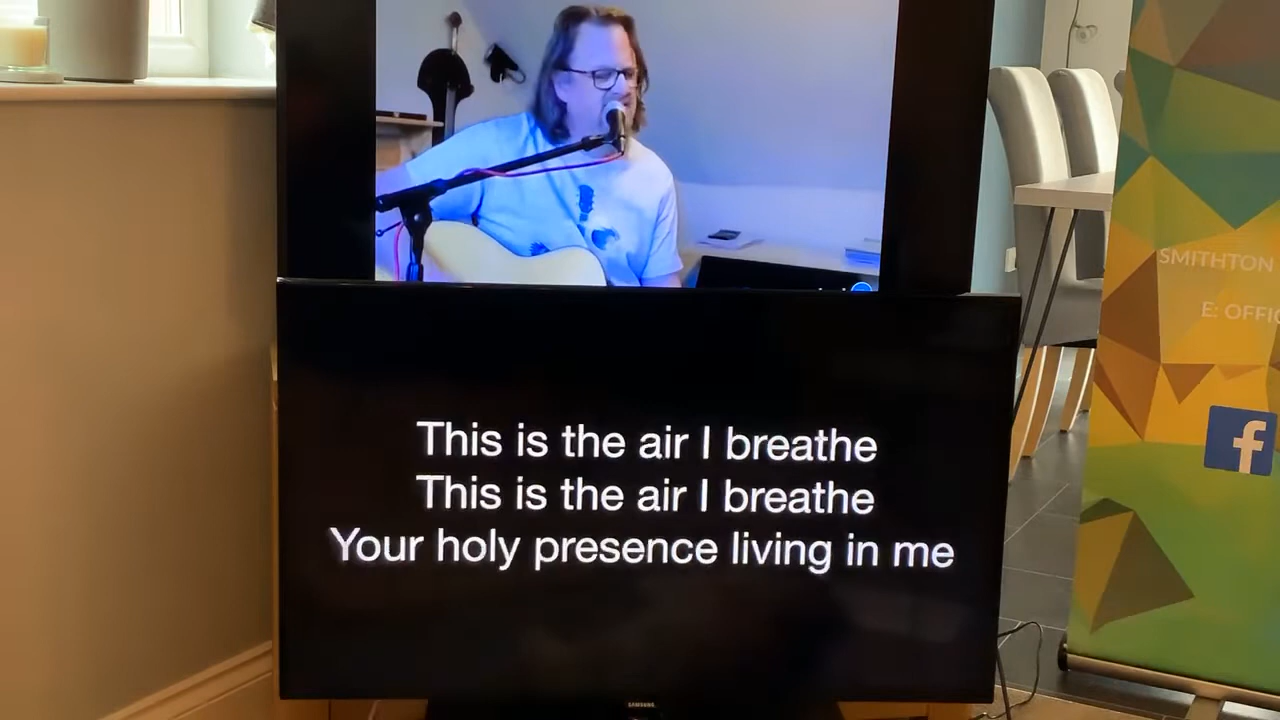 This is the air I breathe
This is the air I breathe
Your holy presence living in me
SMITHTON
E: OFFIC
f
SAMSUNG